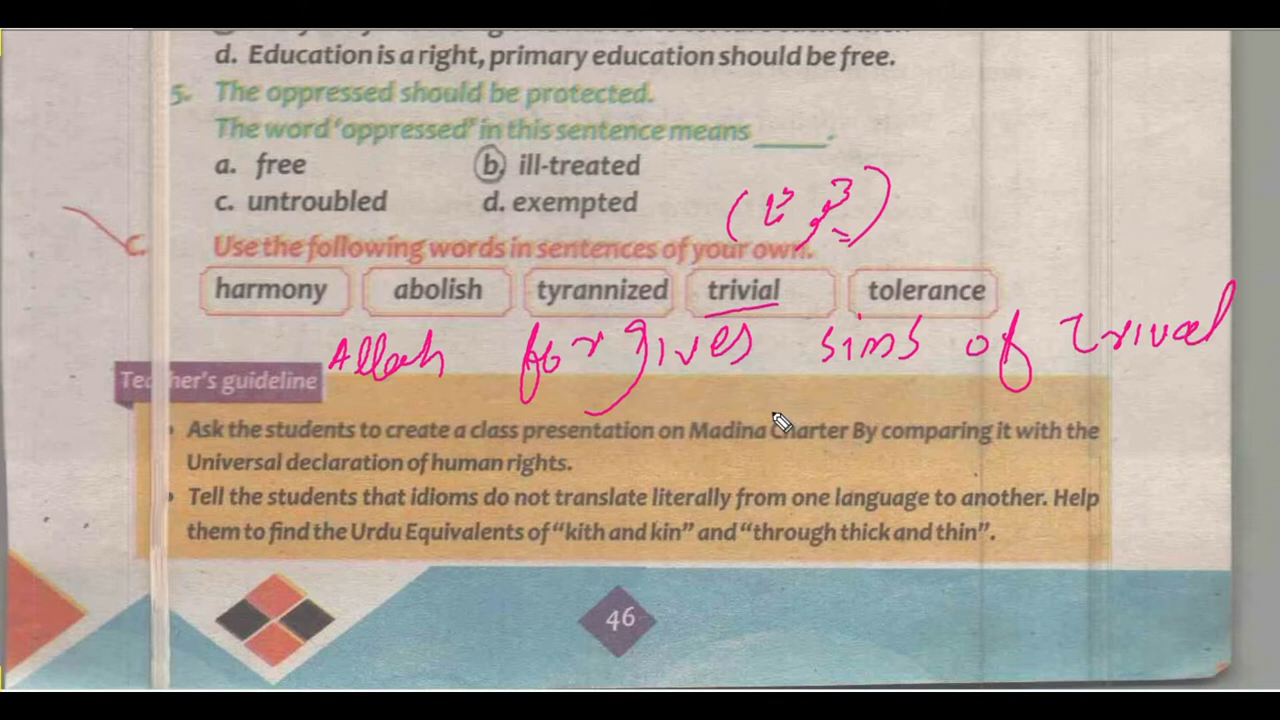 d. Education is a right, primary education should be free.
5. The oppressed should be protected.
The word ‘oppressed’ in this sentence means _____.
a. free (b) ill-treated
c. untroubled d. exempted
C. Use the following words in sentences of your own.
harmony abolish tyrannized trivial tolerance
Allah forgives sins of trival
Teacher's guideline
• Ask the students to create a class presentation on Madina Charter By comparing it with the
Universal declaration of human rights.
• Tell the students that idioms do not translate literally from one language to another. Help
them to find the Urdu Equivalents of “kith and kin” and “through thick and thin”.
46